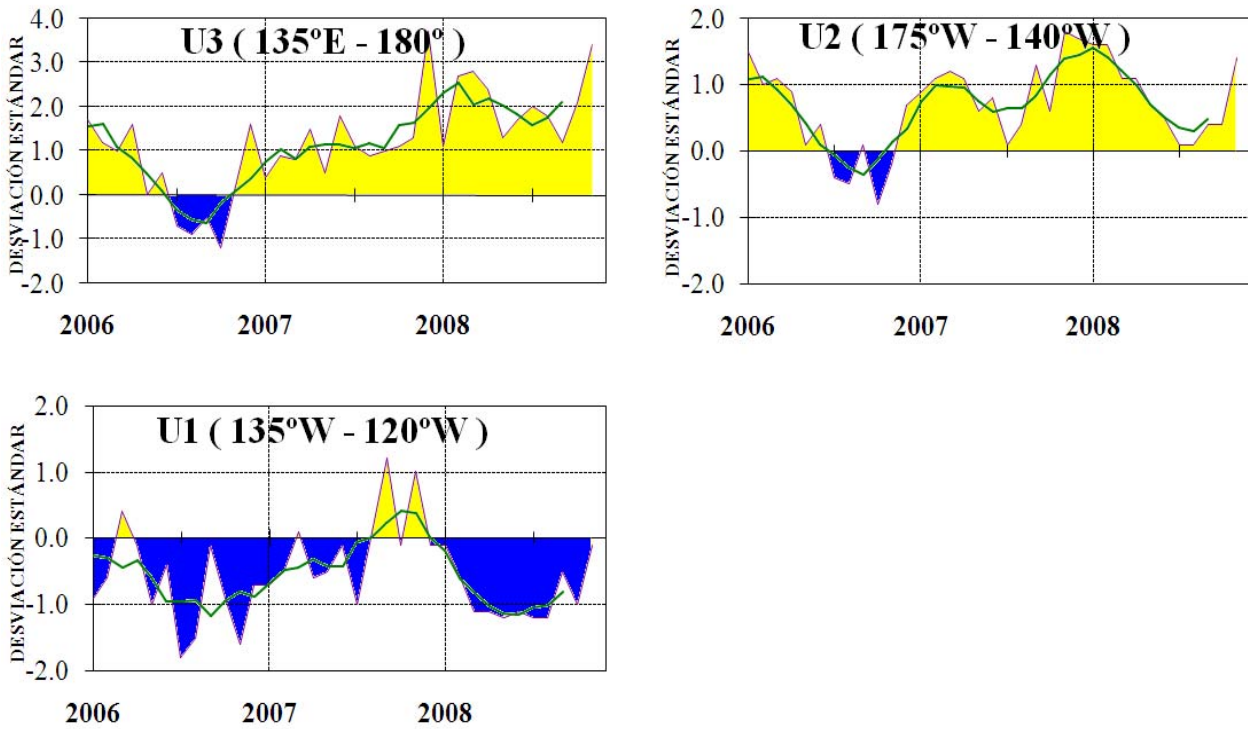 U3 ( 135ºE - 180º )
DESVIACIÓN ESTÁNDAR
4.0
3.0
2.0
1.0
0.0
-1.0
-2.0
2006 2007 2008
U2 ( 175ºW - 140ºW )
DESVIACIÓN ESTÁNDAR
2.0
1.0
0.0
-1.0
-2.0
2006 2007 2008
U1 ( 135ºW - 120ºW )
DESVIACIÓN ESTÁNDAR
2.0
1.0
0.0
-1.0
-2.0
2006 2007 2008